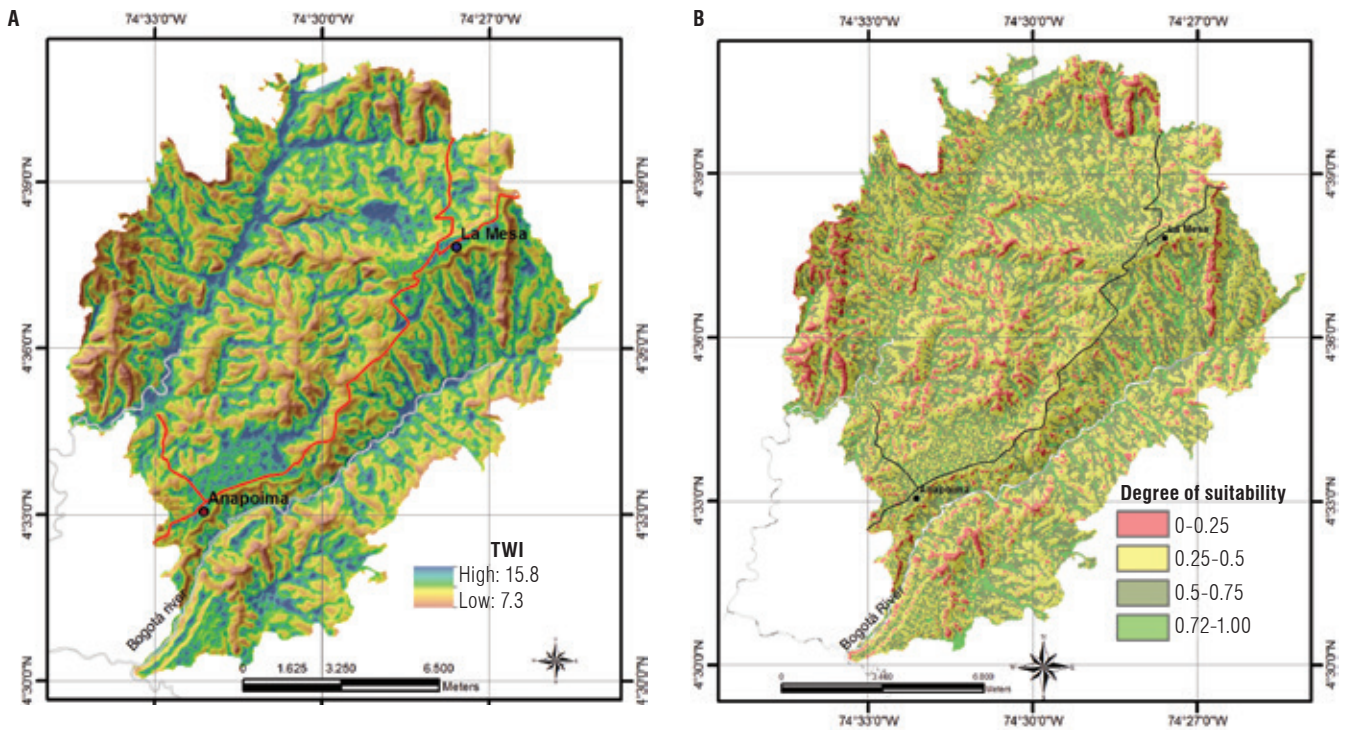 A
74°33'0"W
74°30'0"W
74°27'0"W
4°39'0"N
4°39'0"N
La Mesa
4°36'0"N
4°36'0"N
Anapoima
4°33'0"N
4°33'0"N
TWI
High: 15.8
Low: 7.3
Bogotá river
0 1.625 3.250 6.500
Meters
4°30'0"N
4°30'0"N
74°33'0"W
74°30'0"W
74°27'0"W
B
74°33'0"W
74°30'0"W
74°27'0"W
4°39'0"N
4°39'0"N
La Mesa
4°36'0"N
4°36'0"N
Anapoima
4°33'0"N
4°33'0"N
Degree of suitability
0-0.25
0.25-0.5
0.5-0.75
0.72-1.00
Bogotá River
0
Meters
4°30'0"N
4°30'0"N
74°33'0"W
74°30'0"W
74°27'0"W